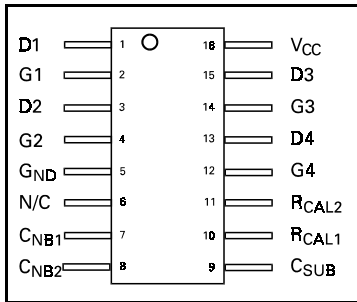 D1 1 16 VCC
G1 2 15 D3
D2 3 14 G3
G2 4 13 D4
GND 5 12 G4
N/C 6 11 RCAL2
CNB1 7 10 RCAL1
CNB2 8 9 CSUB